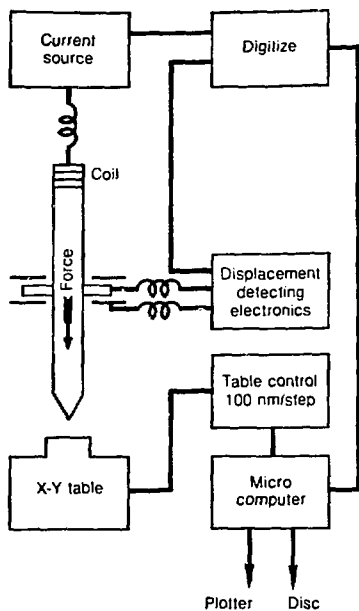 Current
source
Digitize
Coil
Force
Displacement
detecting
electronics
Table control
100 nm/step
X-Y table
Micro
computer
Plotter
Disc